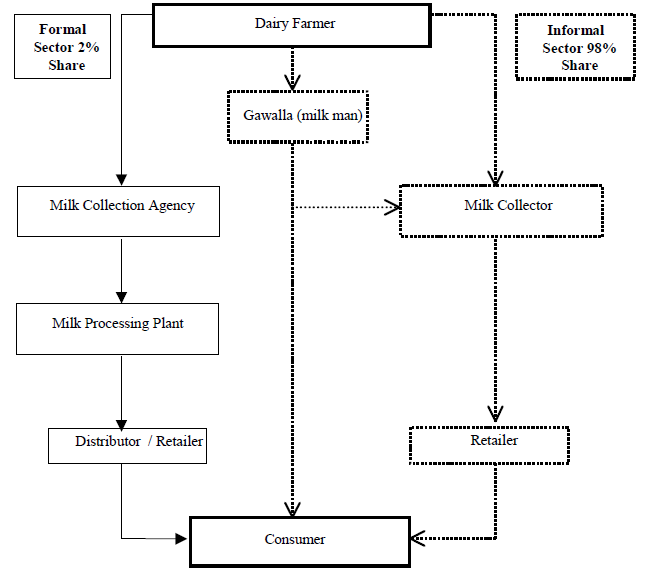 Formal
Sector 2%
Share
Dairy Farmer
Informal
Sector 98%
Share
Gawalla (milk man)
Milk Collection Agency
Milk Collector
Milk Processing Plant
Distributor / Retailer
Retailer
Consumer